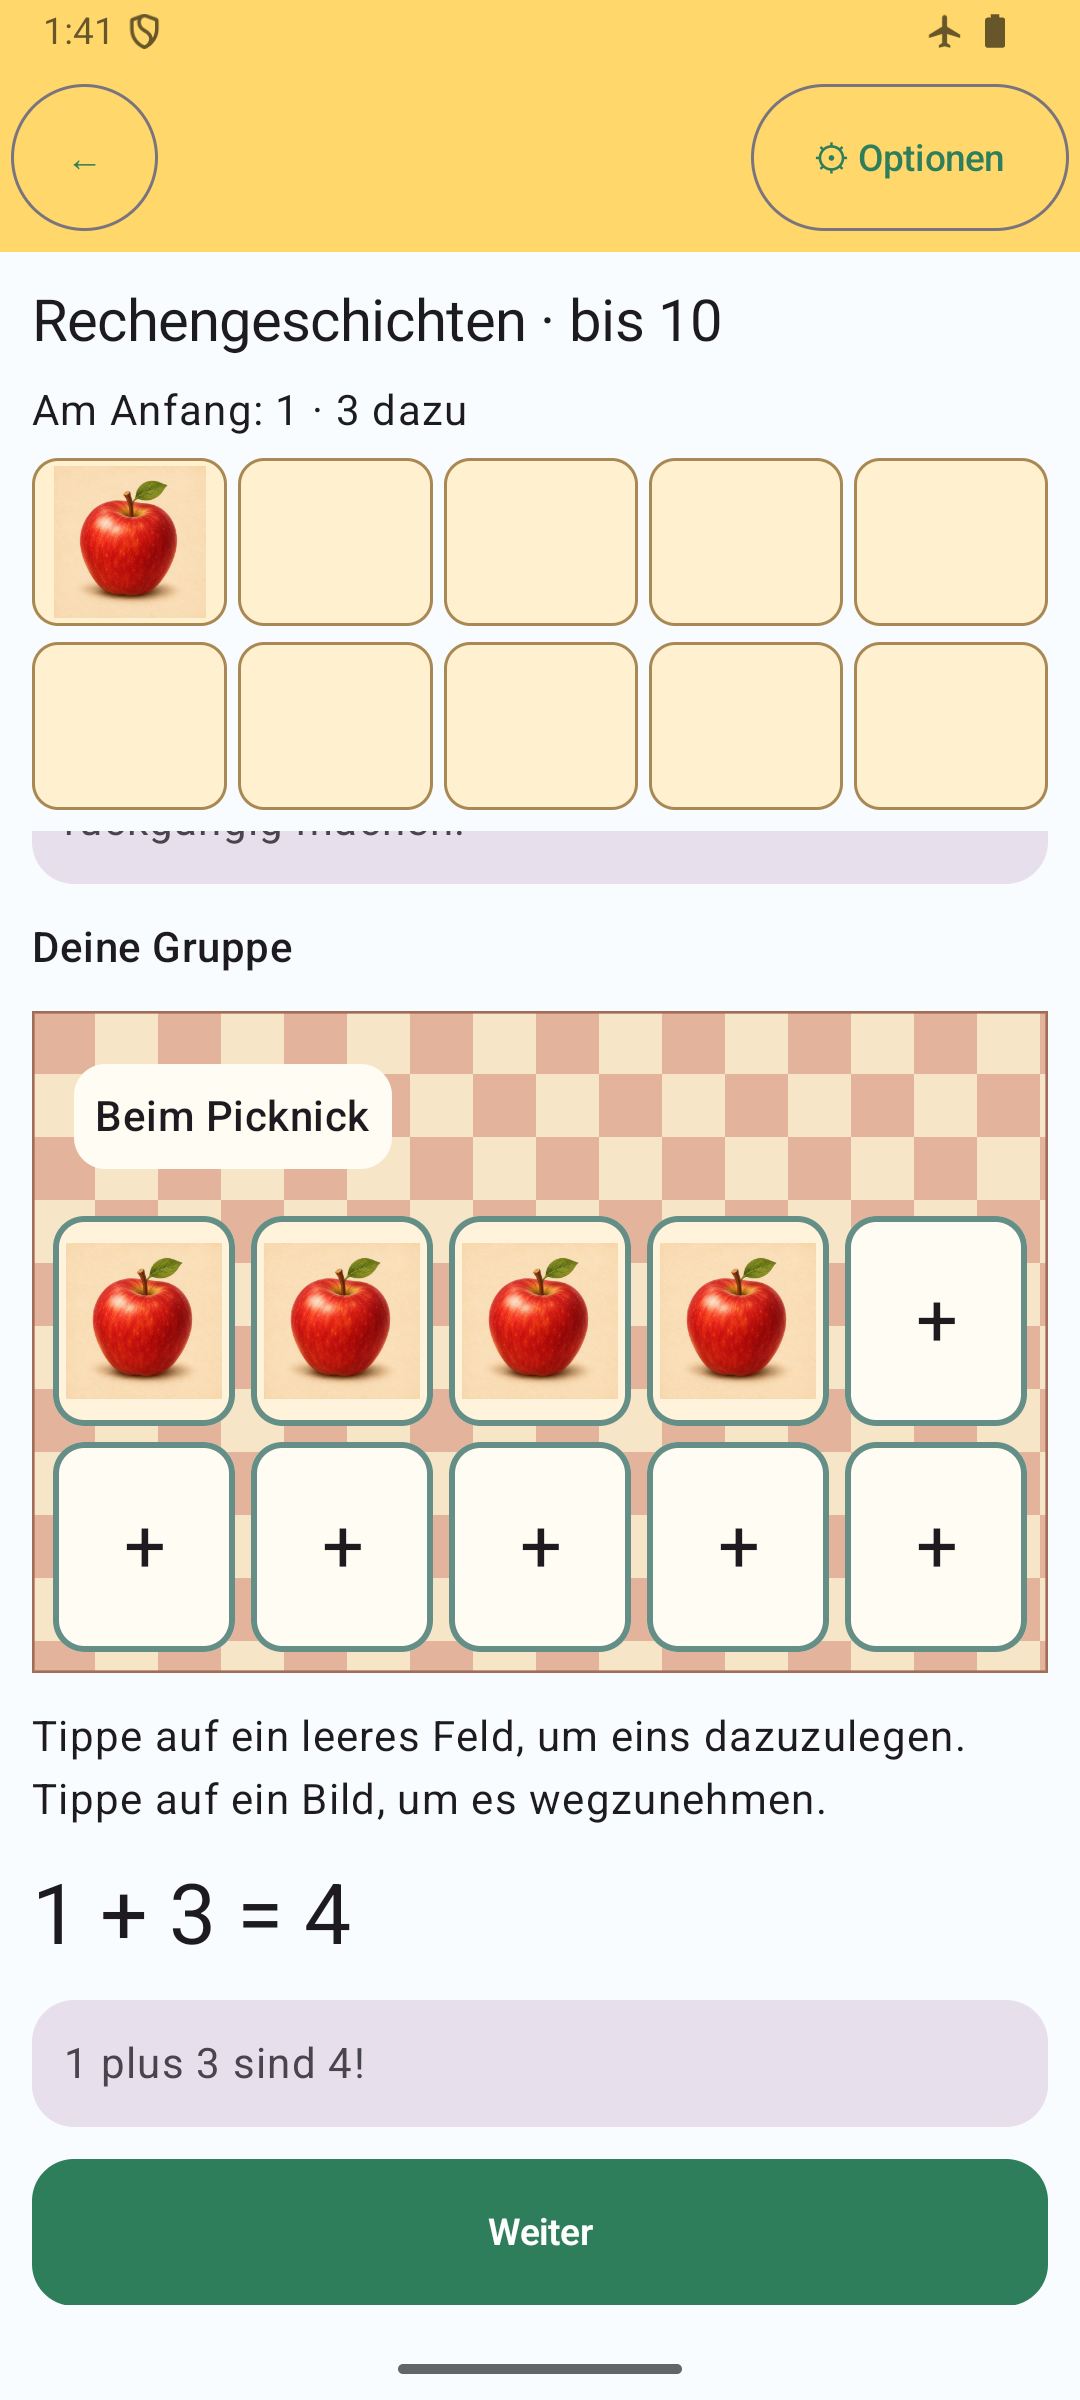 1:41
←
⚙ Optionen
Rechengeschichten · bis 10
Am Anfang: 1 · 3 dazu
Deine Gruppe
Beim Picknick
+
+ + + + +
Tippe auf ein leeres Feld, um eins dazuzulegen.
Tippe auf ein Bild, um es wegzunehmen.
1 + 3 = 4
1 plus 3 sind 4!
Weiter